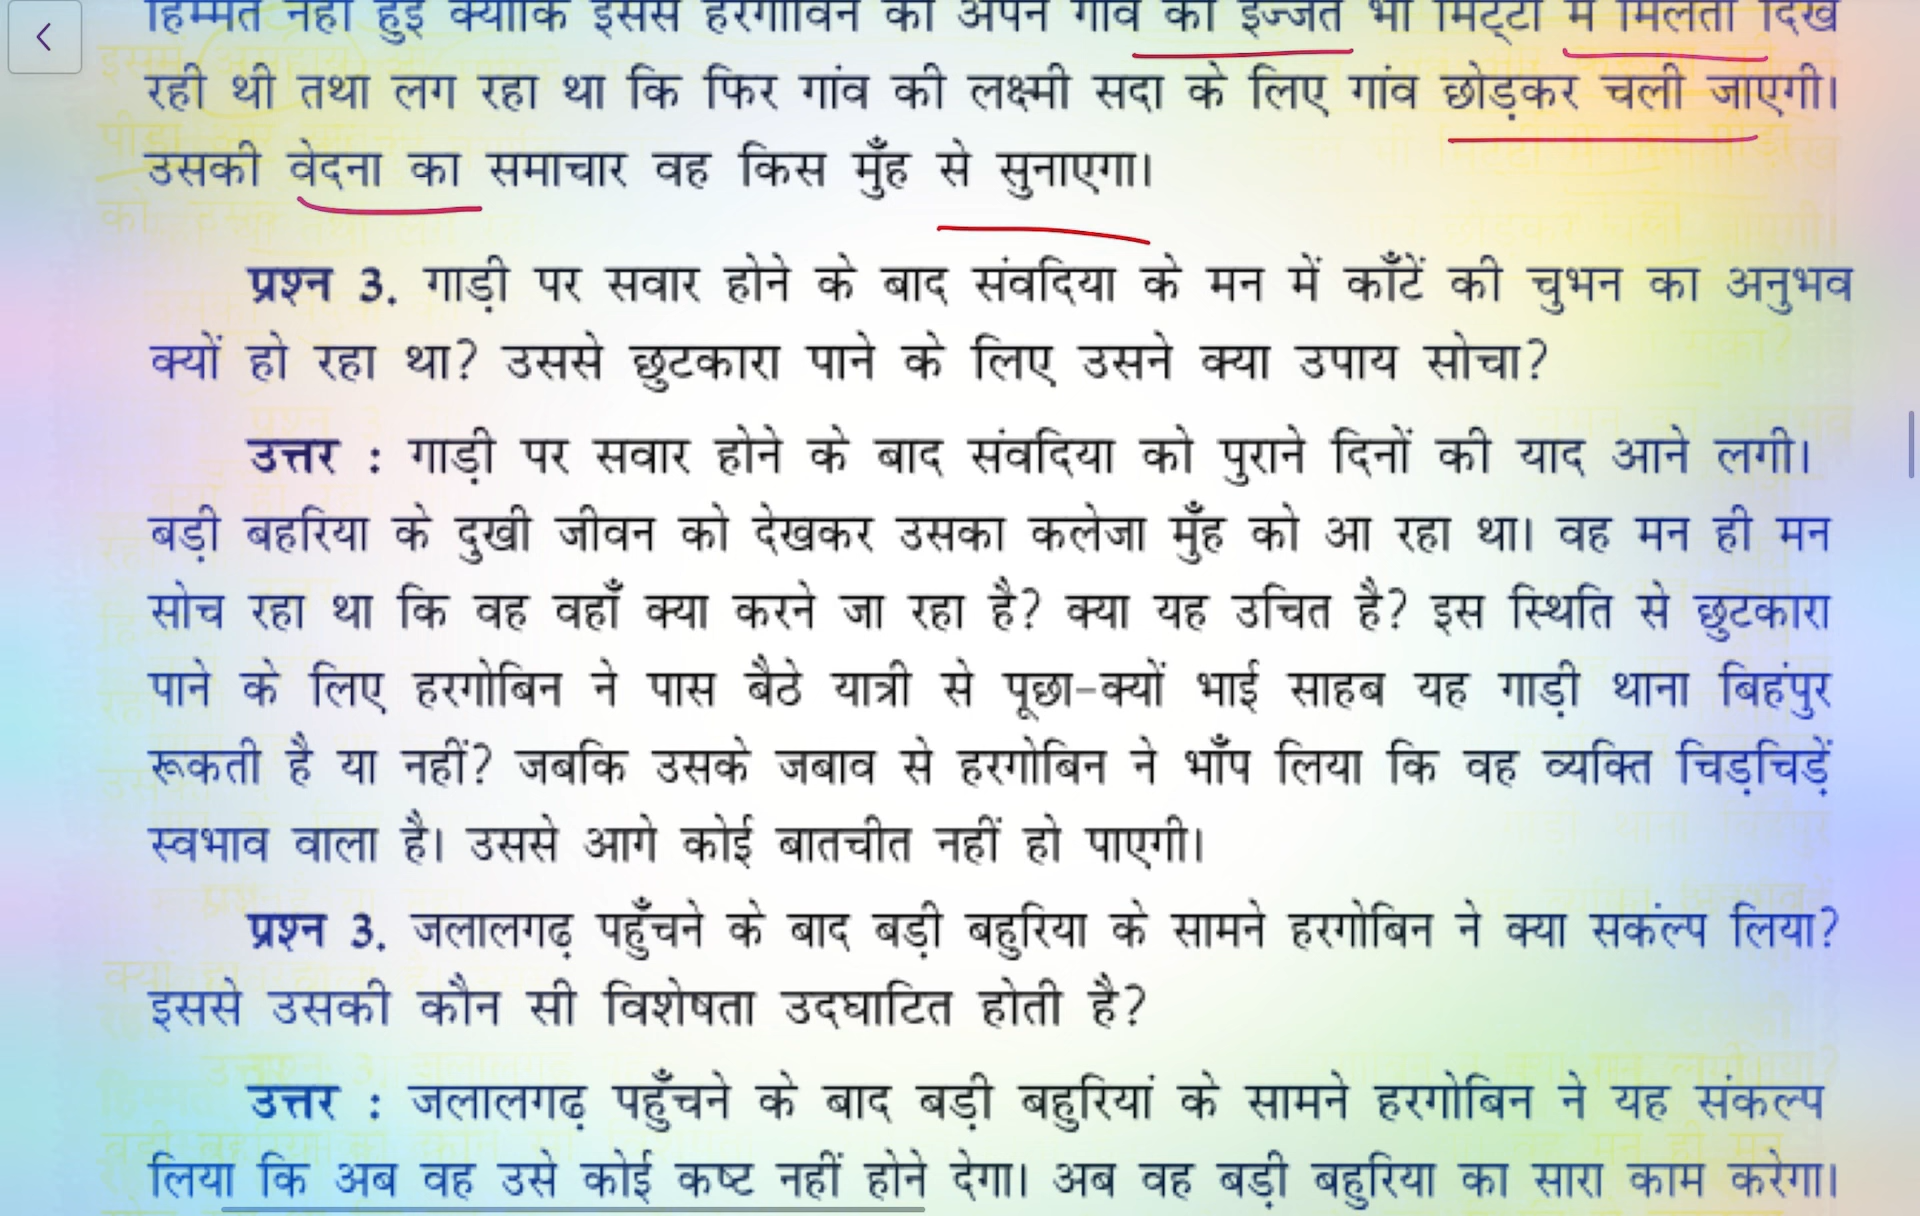 हिम्मत नहीं हुई क्योंकि इससे हरगोविन को अपने गांव की इज्जत भी मिट्टी में मिलती दिख
रही थी तथा लग रहा था कि फिर गांव की लक्ष्मी सदा के लिए गांव छोड़कर चली जाएगी।
उसकी वेदना का समाचार वह किस मुँह से सुनाएगा।
प्रश्न 3. गाड़ी पर सवार होने के बाद संवदिया के मन में काँटें की चुभन का अनुभव
क्यों हो रहा था? उससे छुटकारा पाने के लिए उसने क्या उपाय सोचा?
उत्तर : गाड़ी पर सवार होने के बाद संवदिया को पुराने दिनों की याद आने लगी।
बड़ी बहरिया के दुखी जीवन को देखकर उसका कलेजा मुँह को आ रहा था। वह मन ही मन
सोच रहा था कि वह वहाँ क्या करने जा रहा है? क्या यह उचित है? इस स्थिति से छुटकारा
पाने के लिए हरगोबिन ने पास बैठे यात्री से पूछा-क्यों भाई साहब यह गाड़ी थाना बिहंपुर
रूकती है या नहीं? जबकि उसके जबाव से हरगोबिन ने भाँप लिया कि वह व्यक्ति चिड़चिड़ें
स्वभाव वाला है। उससे आगे कोई बातचीत नहीं हो पाएगी।
प्रश्न 3. जलालगढ़ पहुँचने के बाद बड़ी बहुरिया के सामने हरगोबिन ने क्या सकंल्प लिया?
इससे उसकी कौन सी विशेषता उदघाटित होती है?
उत्तर : जलालगढ़ पहुँचने के बाद बड़ी बहुरियां के सामने हरगोबिन ने यह संकल्प
लिया कि अब वह उसे कोई कष्ट नहीं होने देगा। अब वह बड़ी बहुरिया का सारा काम करेगा।